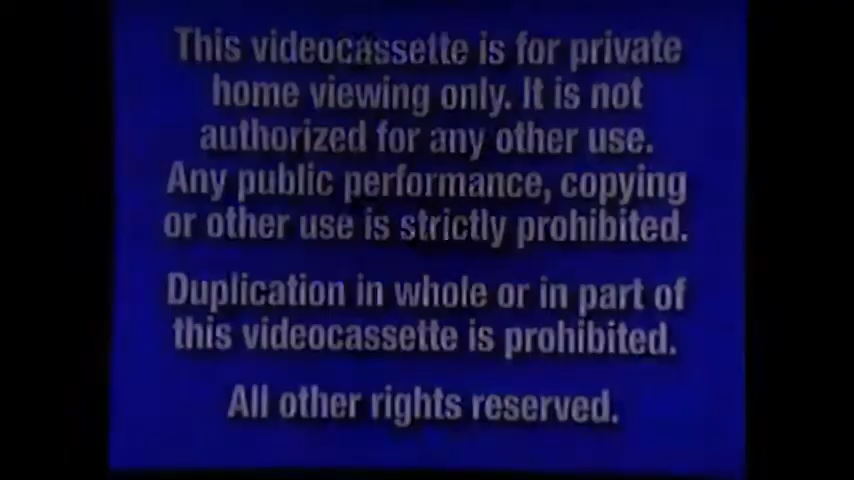 This videocassette is for private
home viewing only. It is not
authorized for any other use.
Any public performance, copying
or other use is strictly prohibited.
Duplication in whole or in part of
this videocassette is prohibited.
All other rights reserved.